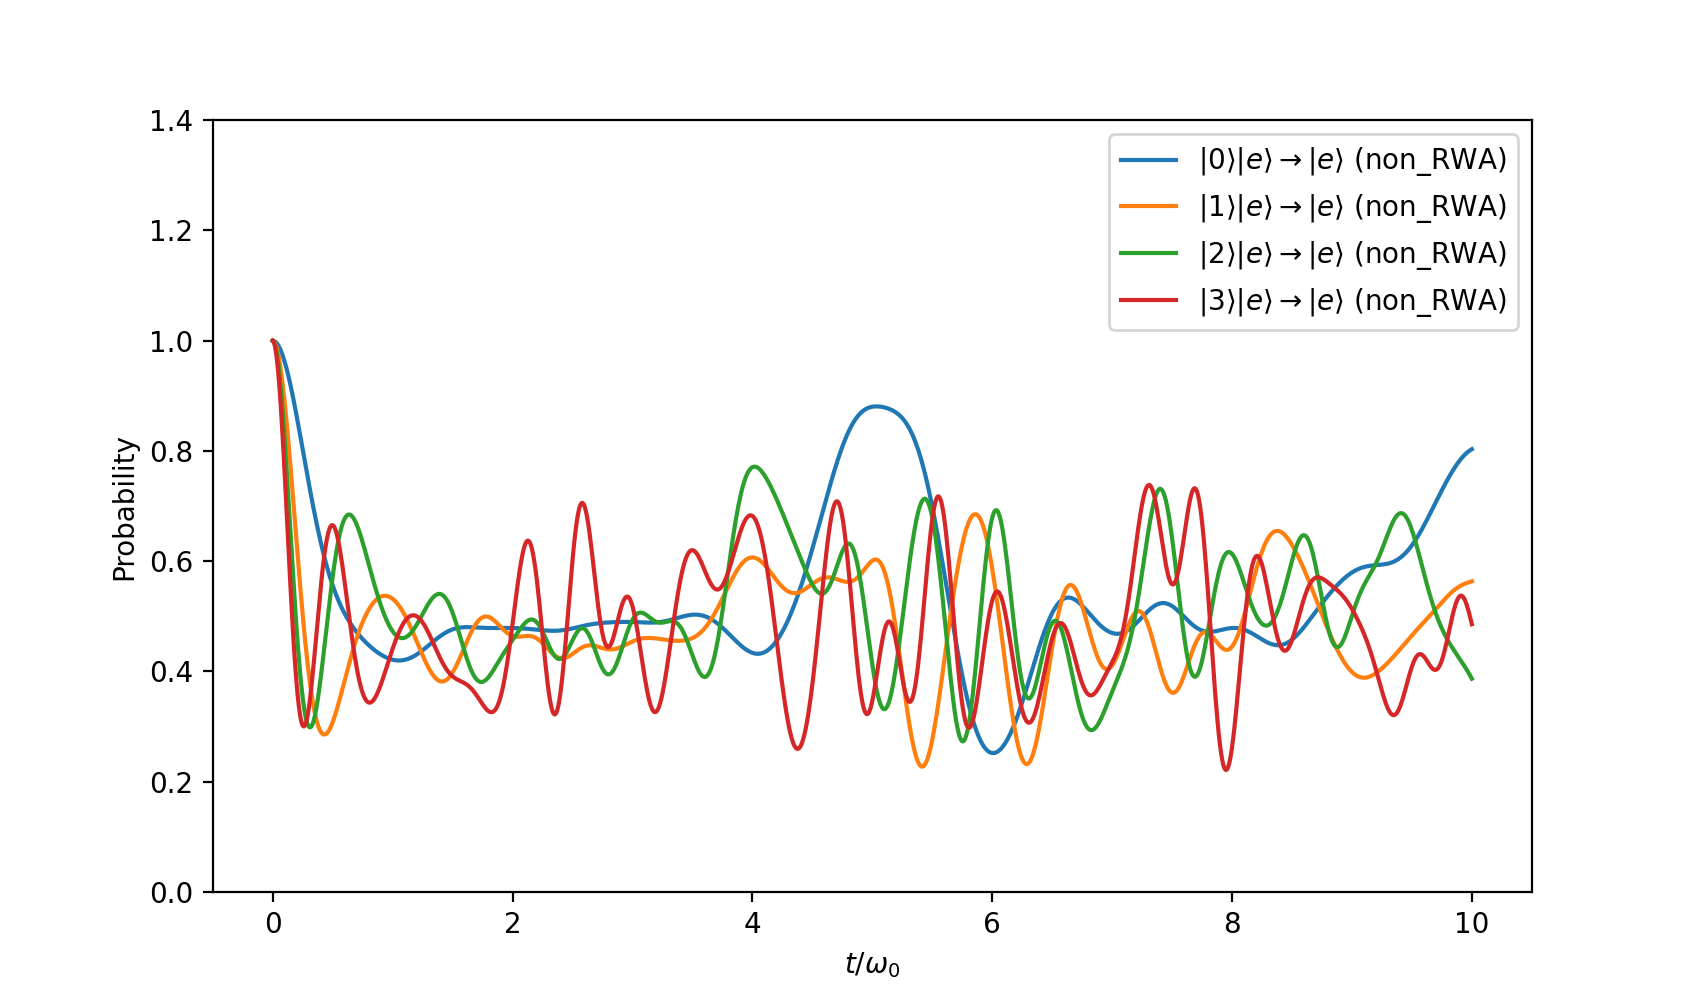 1.4
1.2
1.0
0.8
0.6
0.4
0.2
0.0
Probability
|0⟩|e⟩→|e⟩ (non_RWA)
|1⟩|e⟩→|e⟩ (non_RWA)
|2⟩|e⟩→|e⟩ (non_RWA)
|3⟩|e⟩→|e⟩ (non_RWA)
0 2 4 6 8 10
t/ω₀